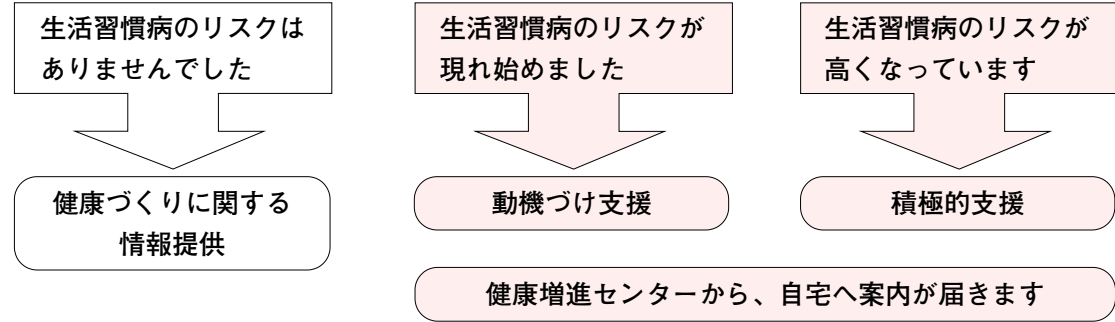 生活習慣病のリスクは
ありませんでした
生活習慣病のリスクが
現れ始めました
生活習慣病のリスクが
高くなっています
健康づくりに関する
情報提供
動機づけ支援
積極的支援
健康増進センターから、自宅へ案内が届きます